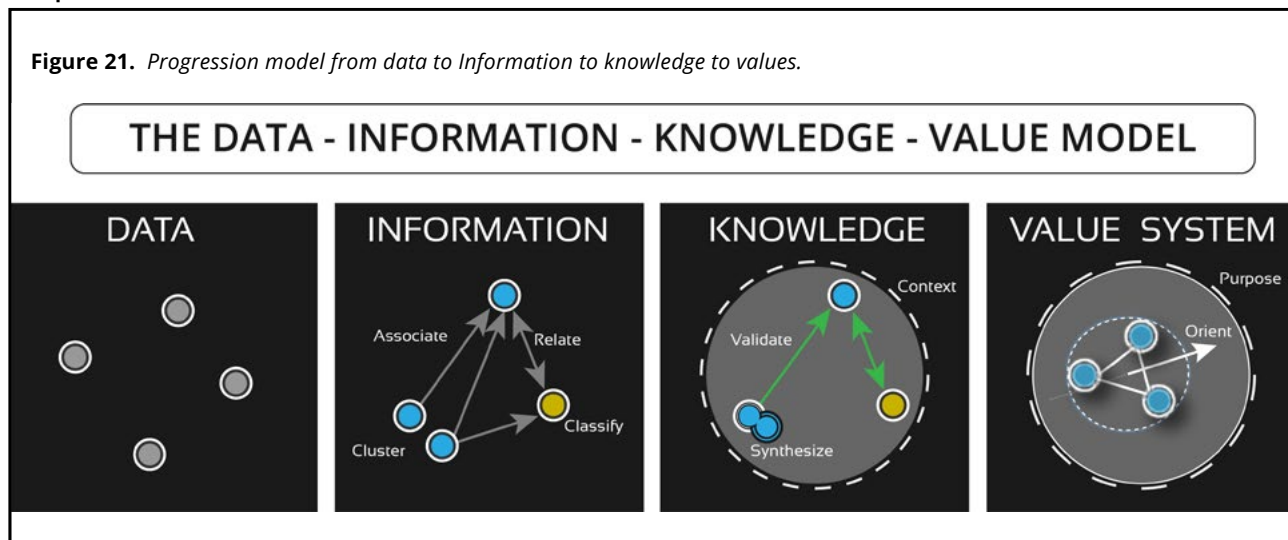 Figure 21. Progression model from data to Information to knowledge to values.
THE DATA - INFORMATION - KNOWLEDGE - VALUE MODEL
DATA
INFORMATION
Associate
Relate
Classify
Cluster
KNOWLEDGE
Context
Validate
Synthesize
VALUE SYSTEM
Purpose
Orient